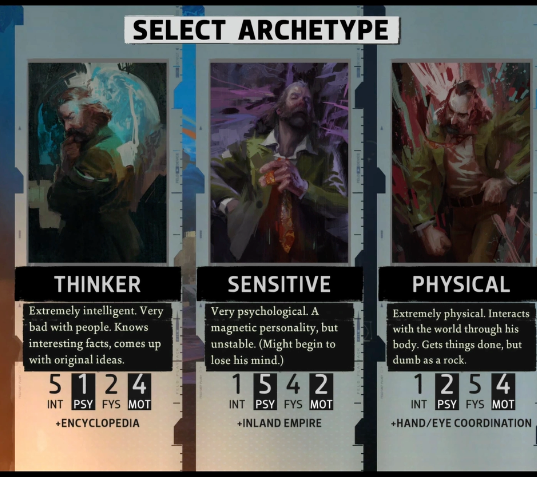 SELECT ARCHETYPE
THINKER
Extremely intelligent. Very
bad with people. Knows
interesting facts, comes up
with original ideas.
5 1 2 4
INT PSY FYS MOT
+ENCYCLOPEDIA
SENSITIVE
Very psychological. A
magnetic personality, but
unstable. (Might begin to
lose his mind.)
1 5 4 2
INT PSY FYS MOT
+INLAND EMPIRE
PHYSICAL
Extremely physical. Interacts
with the world through his
body. Gets things done, but
dumb as a rock.
1 2 5 4
INT PSY FYS MOT
+HAND/EYE COORDINATION